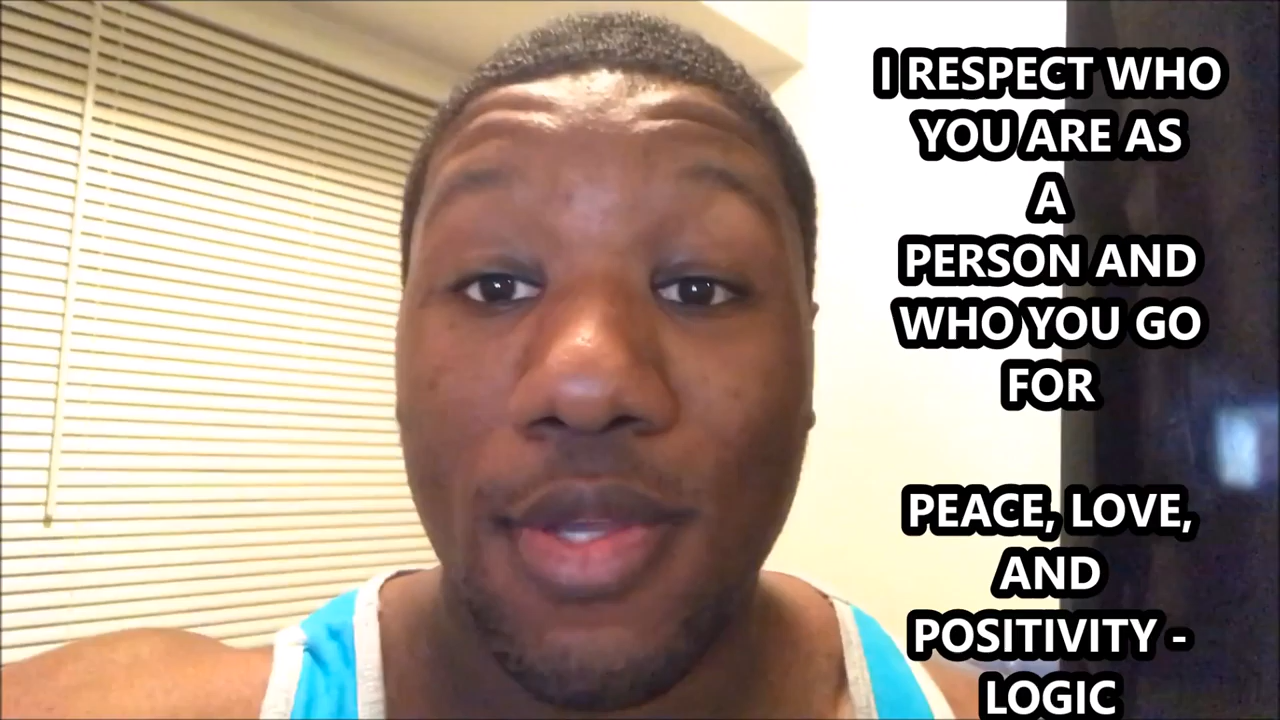 I RESPECT WHO
YOU ARE AS
A
PERSON AND
WHO YOU GO
FOR
PEACE, LOVE,
AND
POSITIVITY -
LOGIC